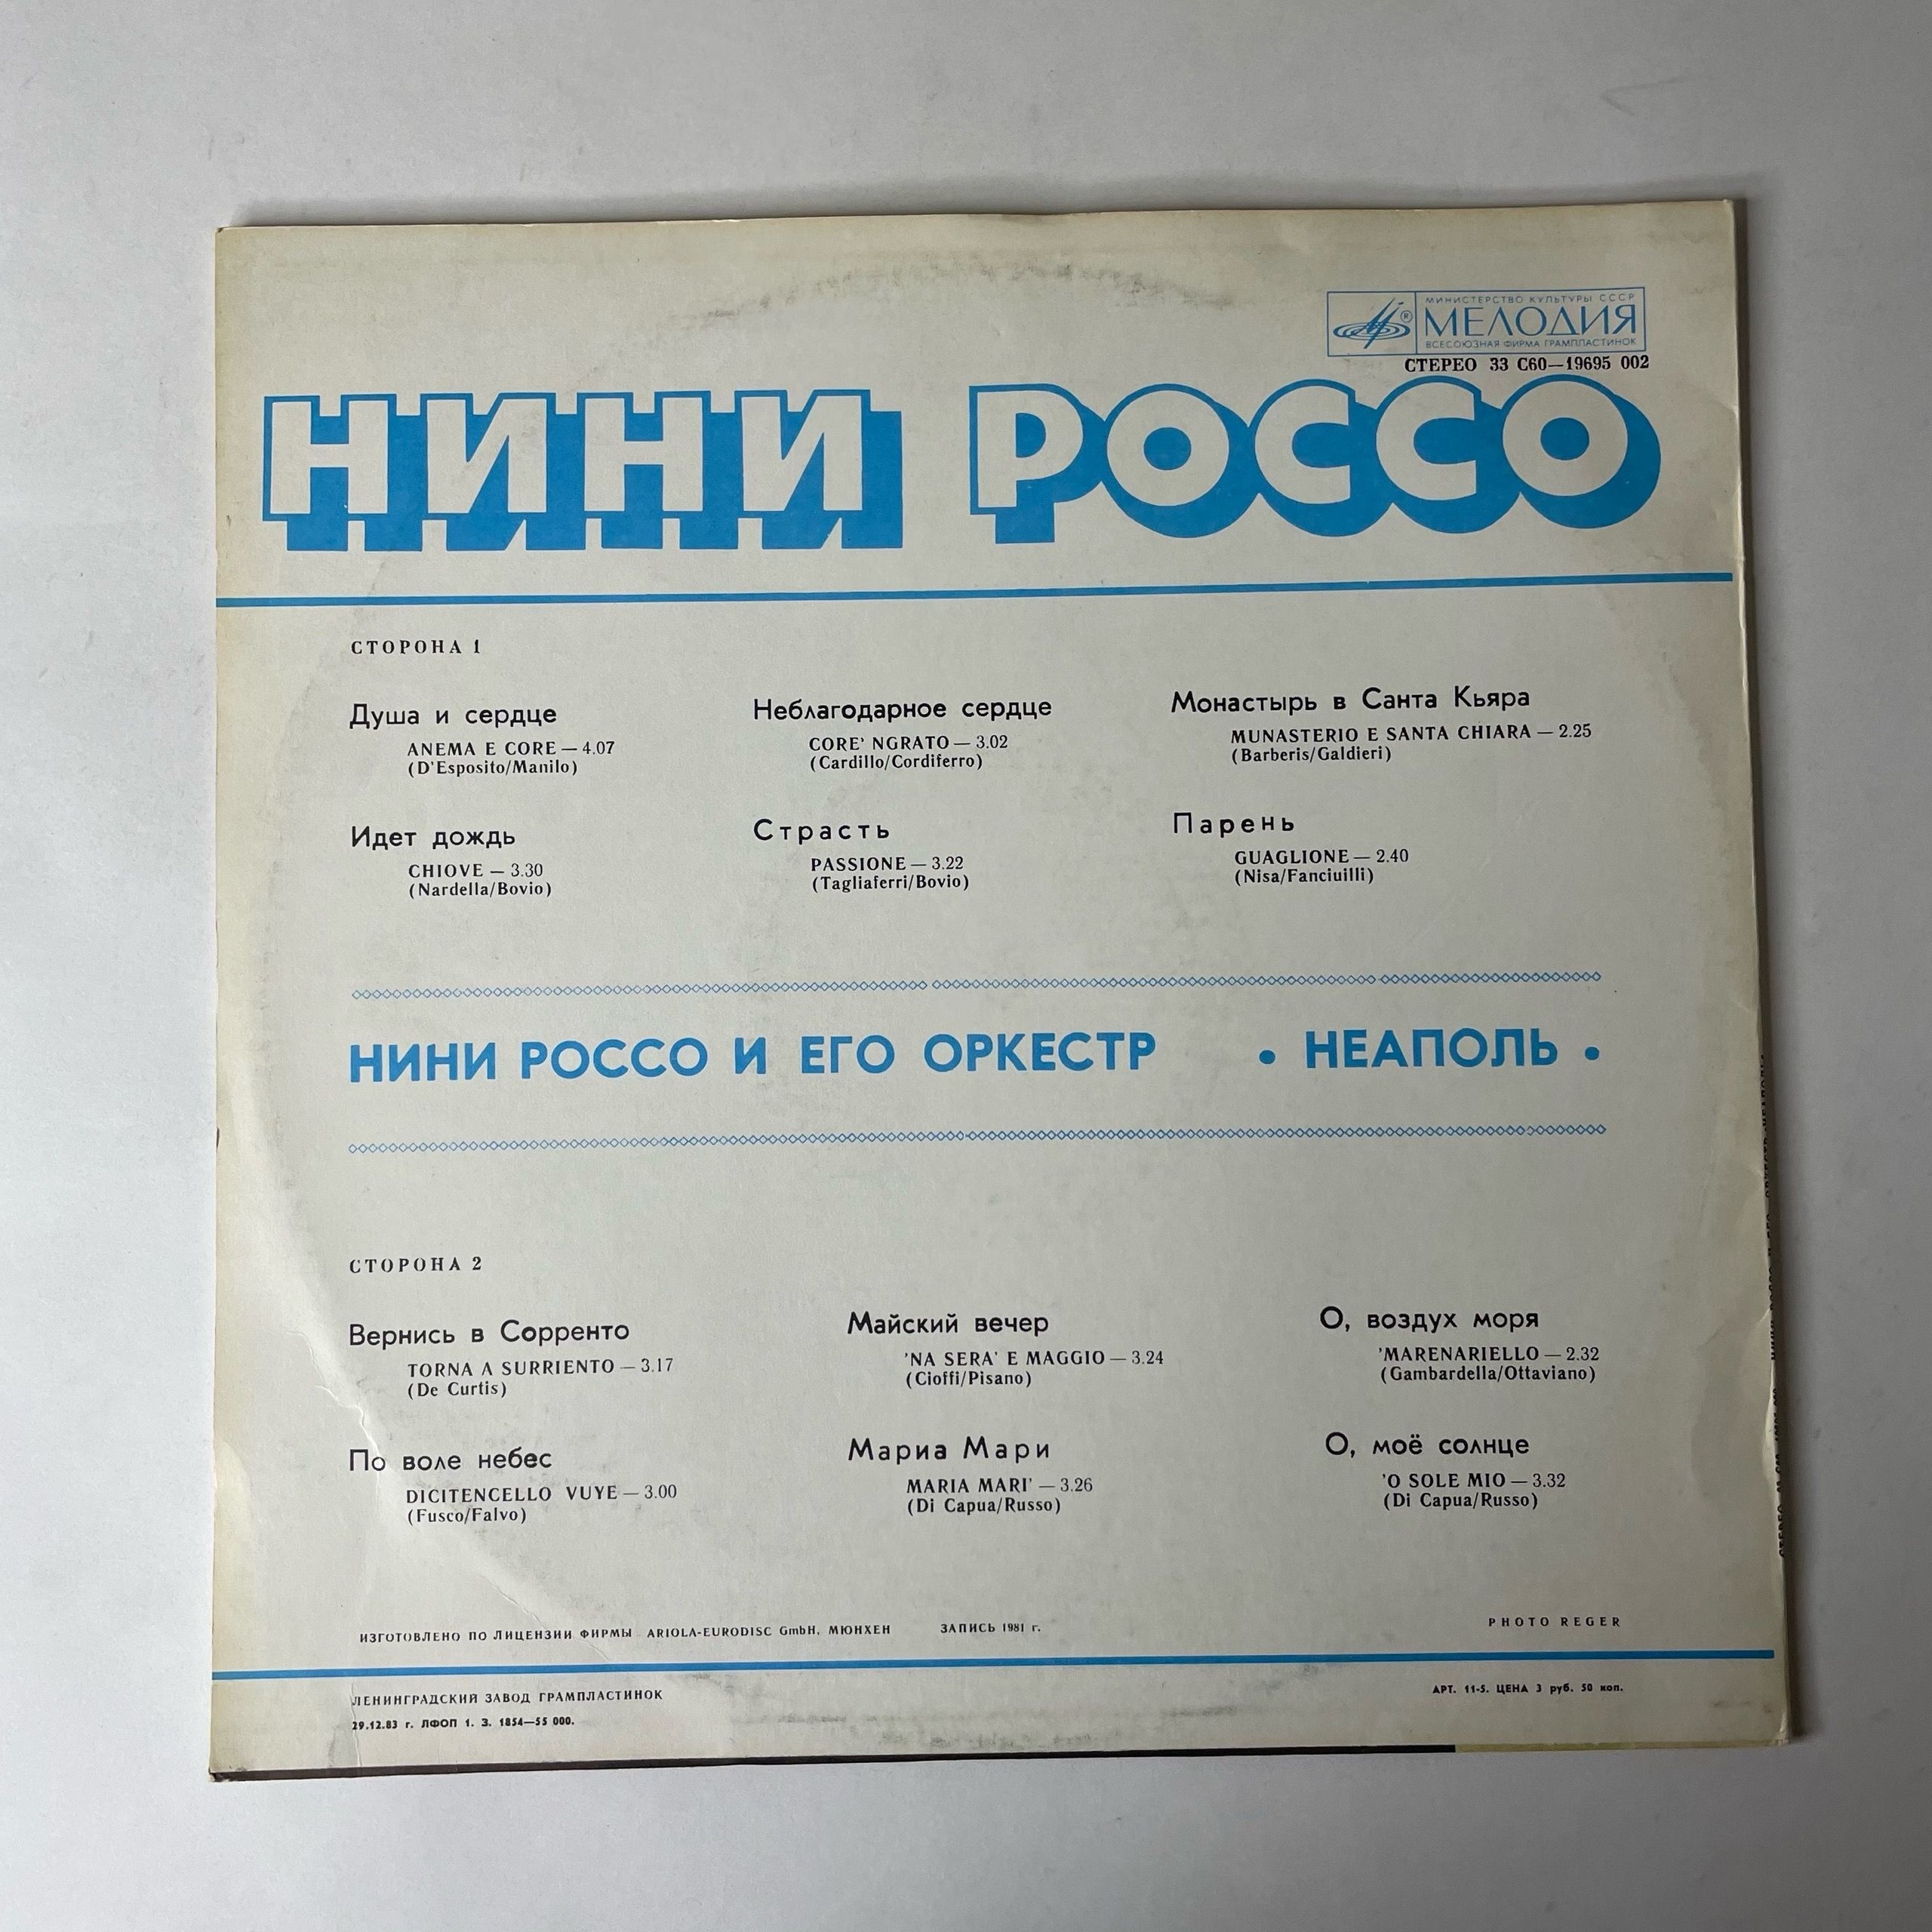 МИНИСТЕРСТВО КУЛЬТУРЫ СССР
МЕЛОДИЯ
ВСЕСОЮЗНАЯ ФИРМА ГРАМПЛАСТИНОК
СТЕРЕО 33 С60—19695 002
НИНИ РОССО
СТОРОНА 1
Душа и сердце
ANEMA E CORE — 4.07
(D'Esposito/Manilo)
Идет дождь
CHIOVE — 3.30
(Nardella/Bovio)
Неблагодарное сердце
CORE' NGRATO — 3.02
(Cardillo/Cordiferro)
Страсть
PASSIONE — 3.22
(Tagliaferri/Bovio)
Монастырь в Санта Кьяра
MUNASTERIO E SANTA CHIARA — 2.25
(Barberis/Galdieri)
Парень
GUAGLIONE — 2.40
(Nisa/Fanciuilli)
НИНИ РОССО И ЕГО ОРКЕСТР • НЕАПОЛЬ •
СТОРОНА 2
Вернись в Сорренто
TORNA A SURRIENTO — 3.17
(De Curtis)
По воле небес
DICITENCELLO VUYE — 3.00
(Fusco/Falvo)
Майский вечер
'NA SERA' E MAGGIO — 3.24
(Cioffi/Pisano)
Мариа Мари
MARIA MARI' — 3.26
(Di Capua/Russo)
О, воздух моря
'MARENARIELLO — 2.32
(Gambardella/Ottaviano)
О, моё солнце
'O SOLE MIO — 3.32
(Di Capua/Russo)
ИЗГОТОВЛЕНО ПО ЛИЦЕНЗИИ ФИРМЫ ARIOLA-EURODISC GmbH, МЮНХЕН ЗАПИСЬ 1981 г.
PHOTO REGER
ЛЕНИНГРАДСКИЙ ЗАВОД ГРАМПЛАСТИНОК
29.12.83 г. ЛФОП 1. З. 1854—55 000.
АРТ. 11-5. ЦЕНА 3 руб. 50 коп.